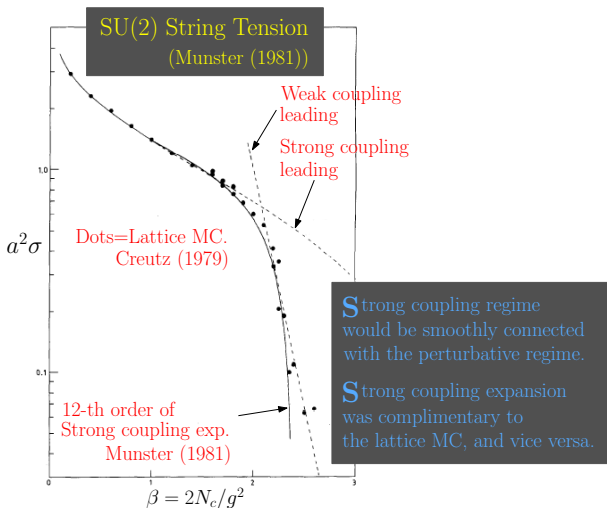 SU(2) String Tension
(Munster (1981))
Weak coupling
leading
Strong coupling
leading
1.0
a²σ
Dots=Lattice MC.
Creutz (1979)
Strong coupling regime
would be smoothly connected
with the perturbative regime.
0.1
Strong coupling expansion
was complimentary to
the lattice MC, and vice versa.
12-th order of
Strong coupling exp.
Munster (1981)
0 1 2 3
β = 2N_c/g²